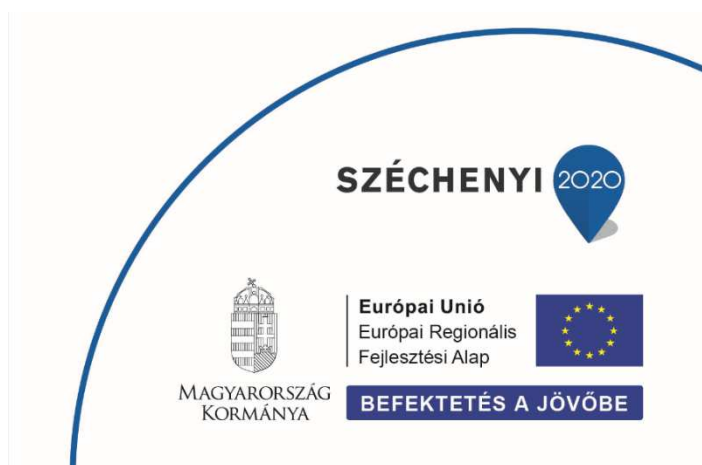 SZÉCHENYI 2020
Európai Unió
Európai Regionális
Fejlesztési Alap
MAGYARORSZÁG
KORMÁNYA
BEFEKTETÉS A JÖVŐBE